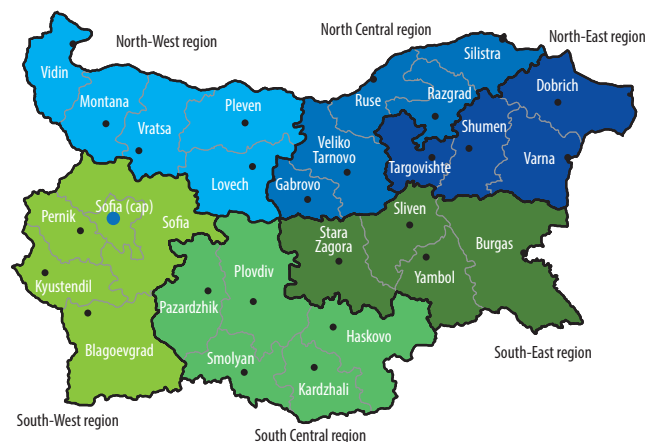 North-West region
North Central region
North-East region
Silistra
Vidin
Dobrich
Montana
Pleven
Ruse
Razgrad
Vratsa
Shumen
Veliko
Tarnovo
Varna
Targovishte
Lovech
Gabrovo
Sofia (cap)
Sofia
Sliven
Pernik
Stara
Zagora
Burgas
Plovdiv
Yambol
Kyustendil
Pazardzhik
Haskovo
Blagoevgrad
Smolyan
South-East region
Kardzhali
South-West region
South Central region